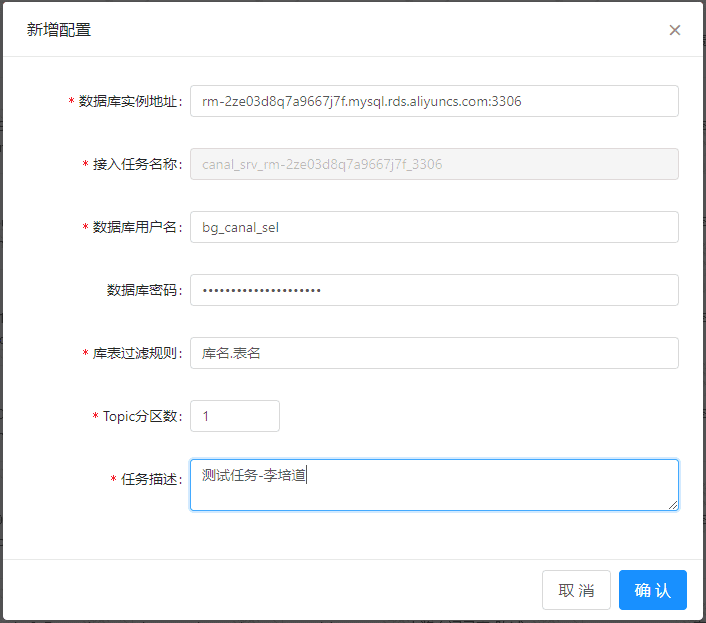 新增配置
* 数据库实例地址: rm-2ze03d8q7a9667j7f.mysql.rds.aliyuncs.com:3306
* 接入任务名称: canal_srv_rm-2ze03d8q7a9667j7f_3306
* 数据库用户名: bg_canal_sel
数据库密码: •••••••••••••••••••••
* 库表过滤规则: 库名.表名
* Topic分区数: 1
* 任务描述: 测试任务-李培道
取 消 确 认